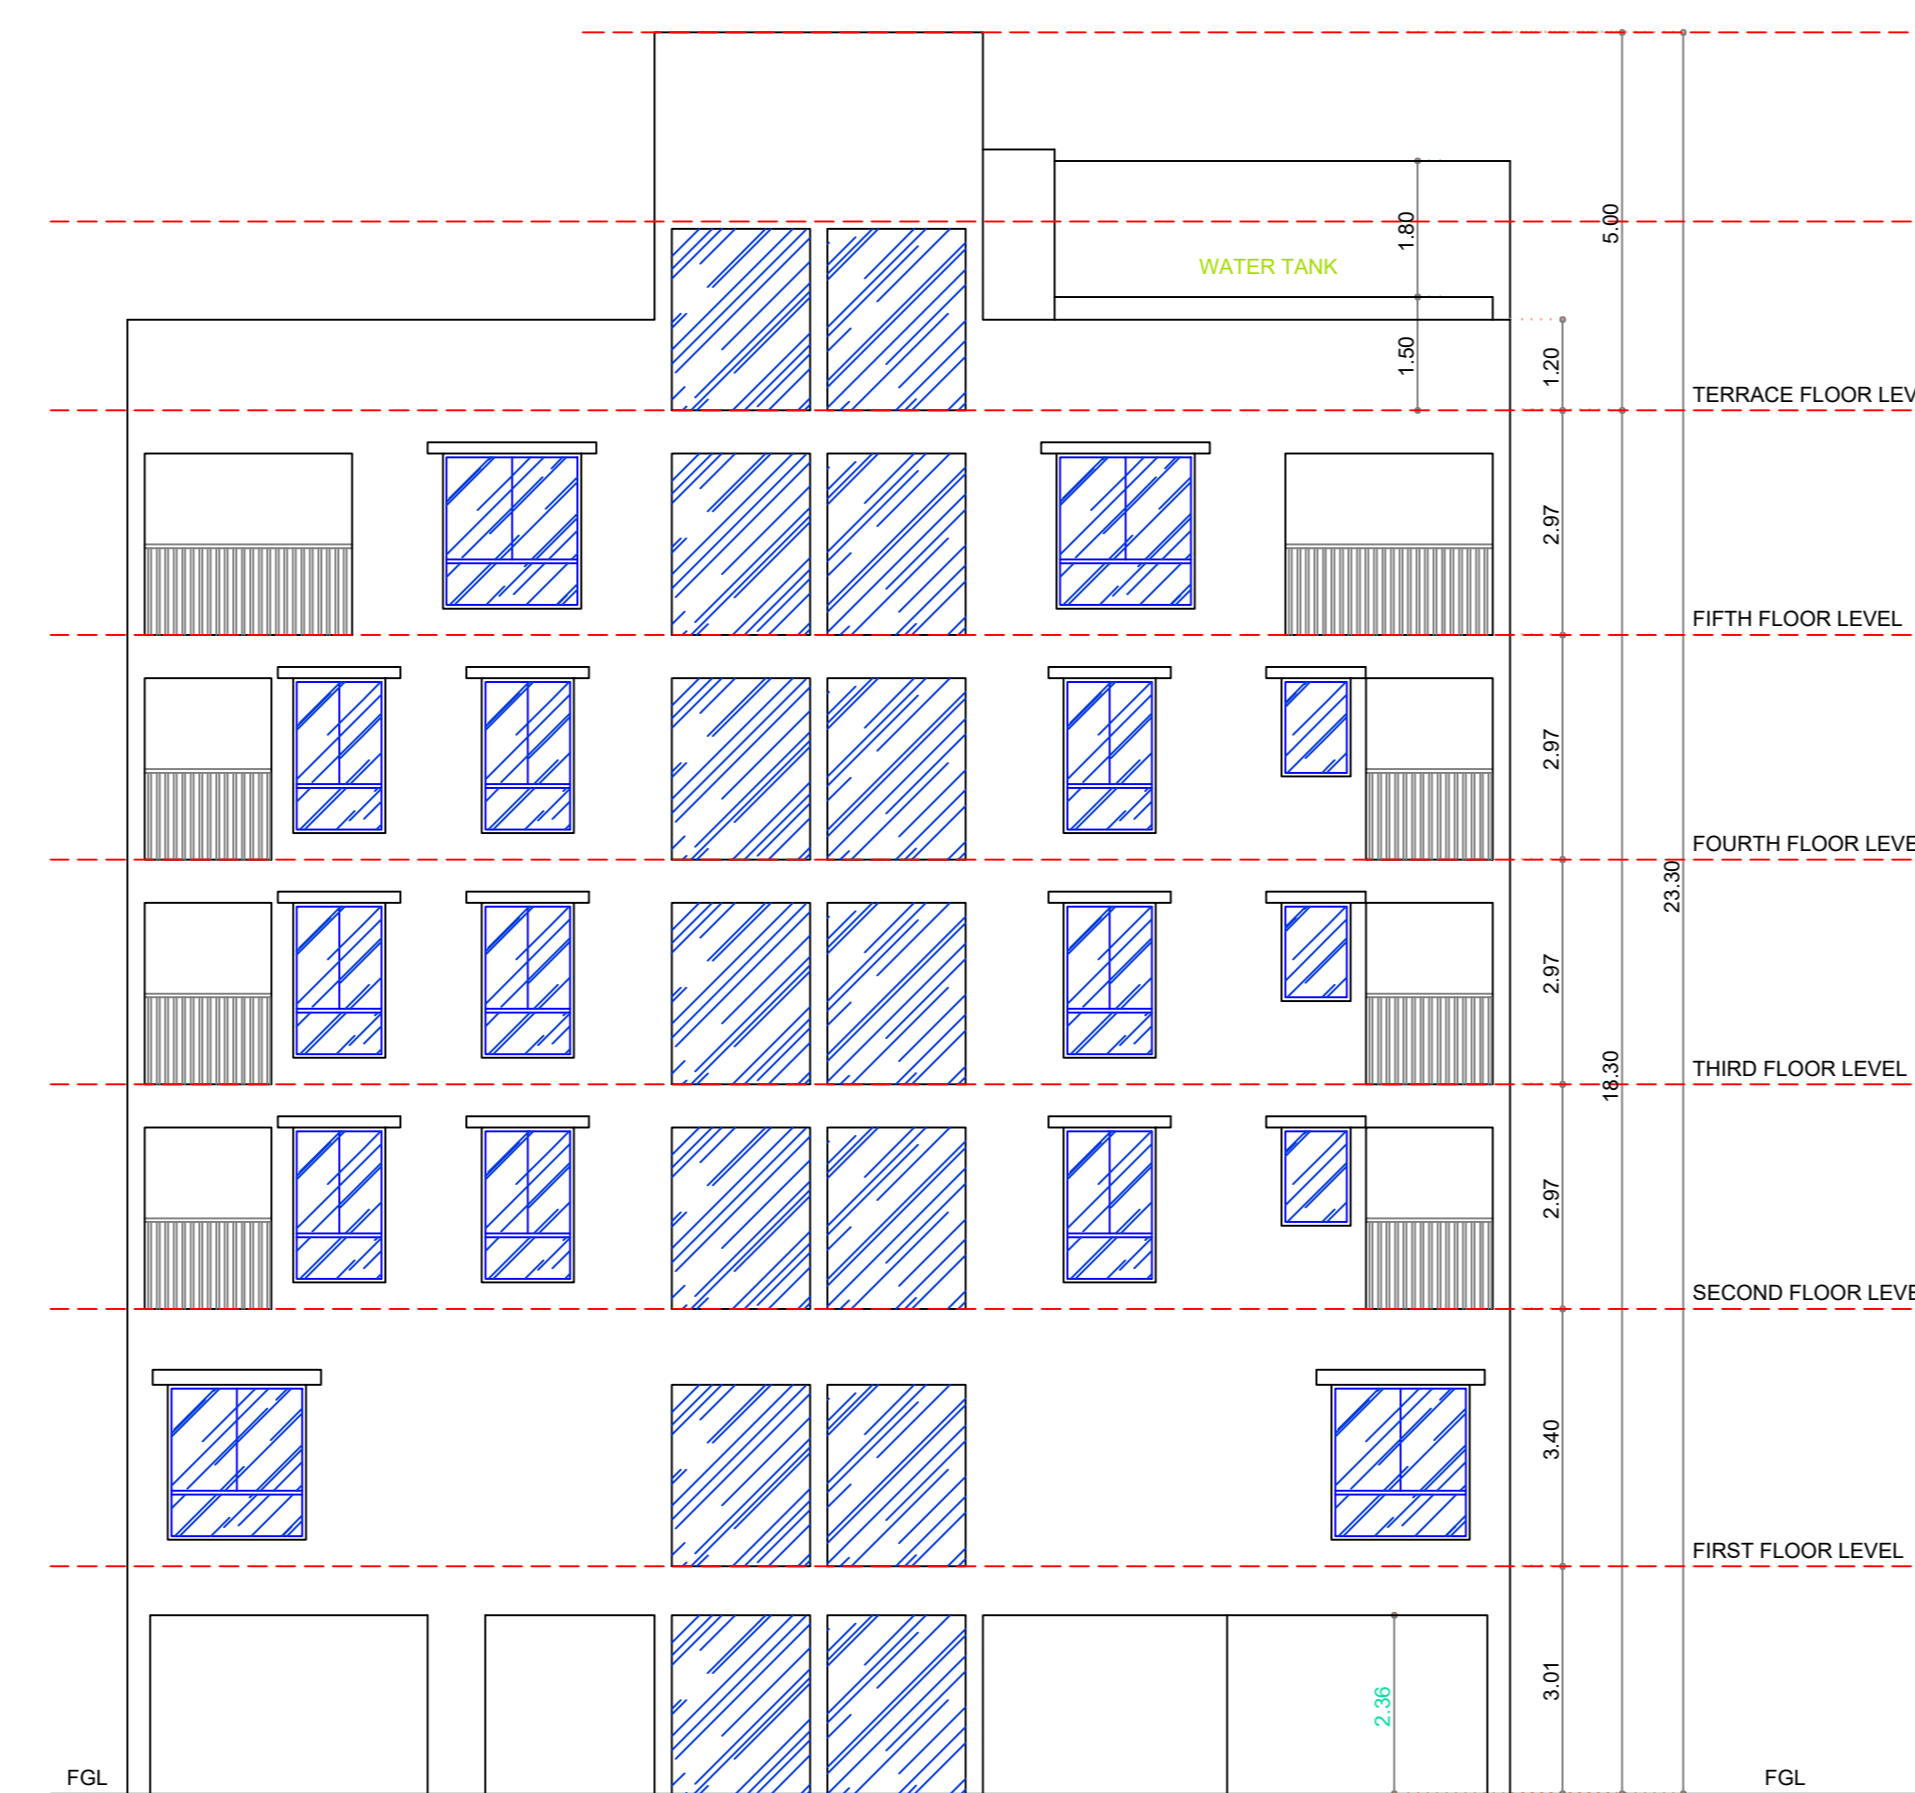 5.00
1.80
WATER TANK
1.50
1.20
TERRACE FLOOR LEV
2.97
FIFTH FLOOR LEVEL
2.97
FOURTH FLOOR LEVE
23.30
2.97
THIRD FLOOR LEVEL
18.30
2.97
SECOND FLOOR LEVE
3.40
FIRST FLOOR LEVEL
3.01
2.36
FGL
FGL